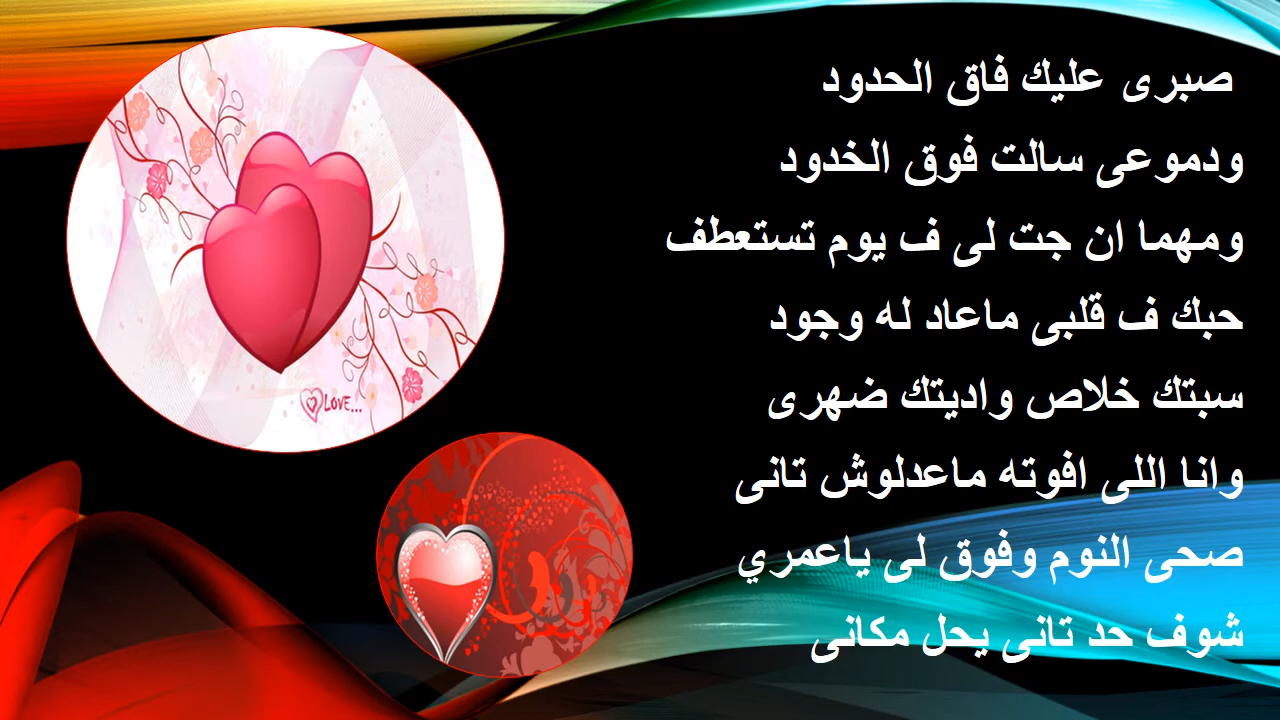 صبرى عليك فاق الحدود
ودموعى سالت فوق الخدود
ومهما ان جت لى ف يوم تستعطف
حبك ف قلبى ماعاد له وجود
سبتك خلاص واديتك ضهرى
وانا اللى افوته ماعدلوش تانى
صحى النوم وفوق لى ياعمري
شوف حد تانى يحل مكانى
LOVE...